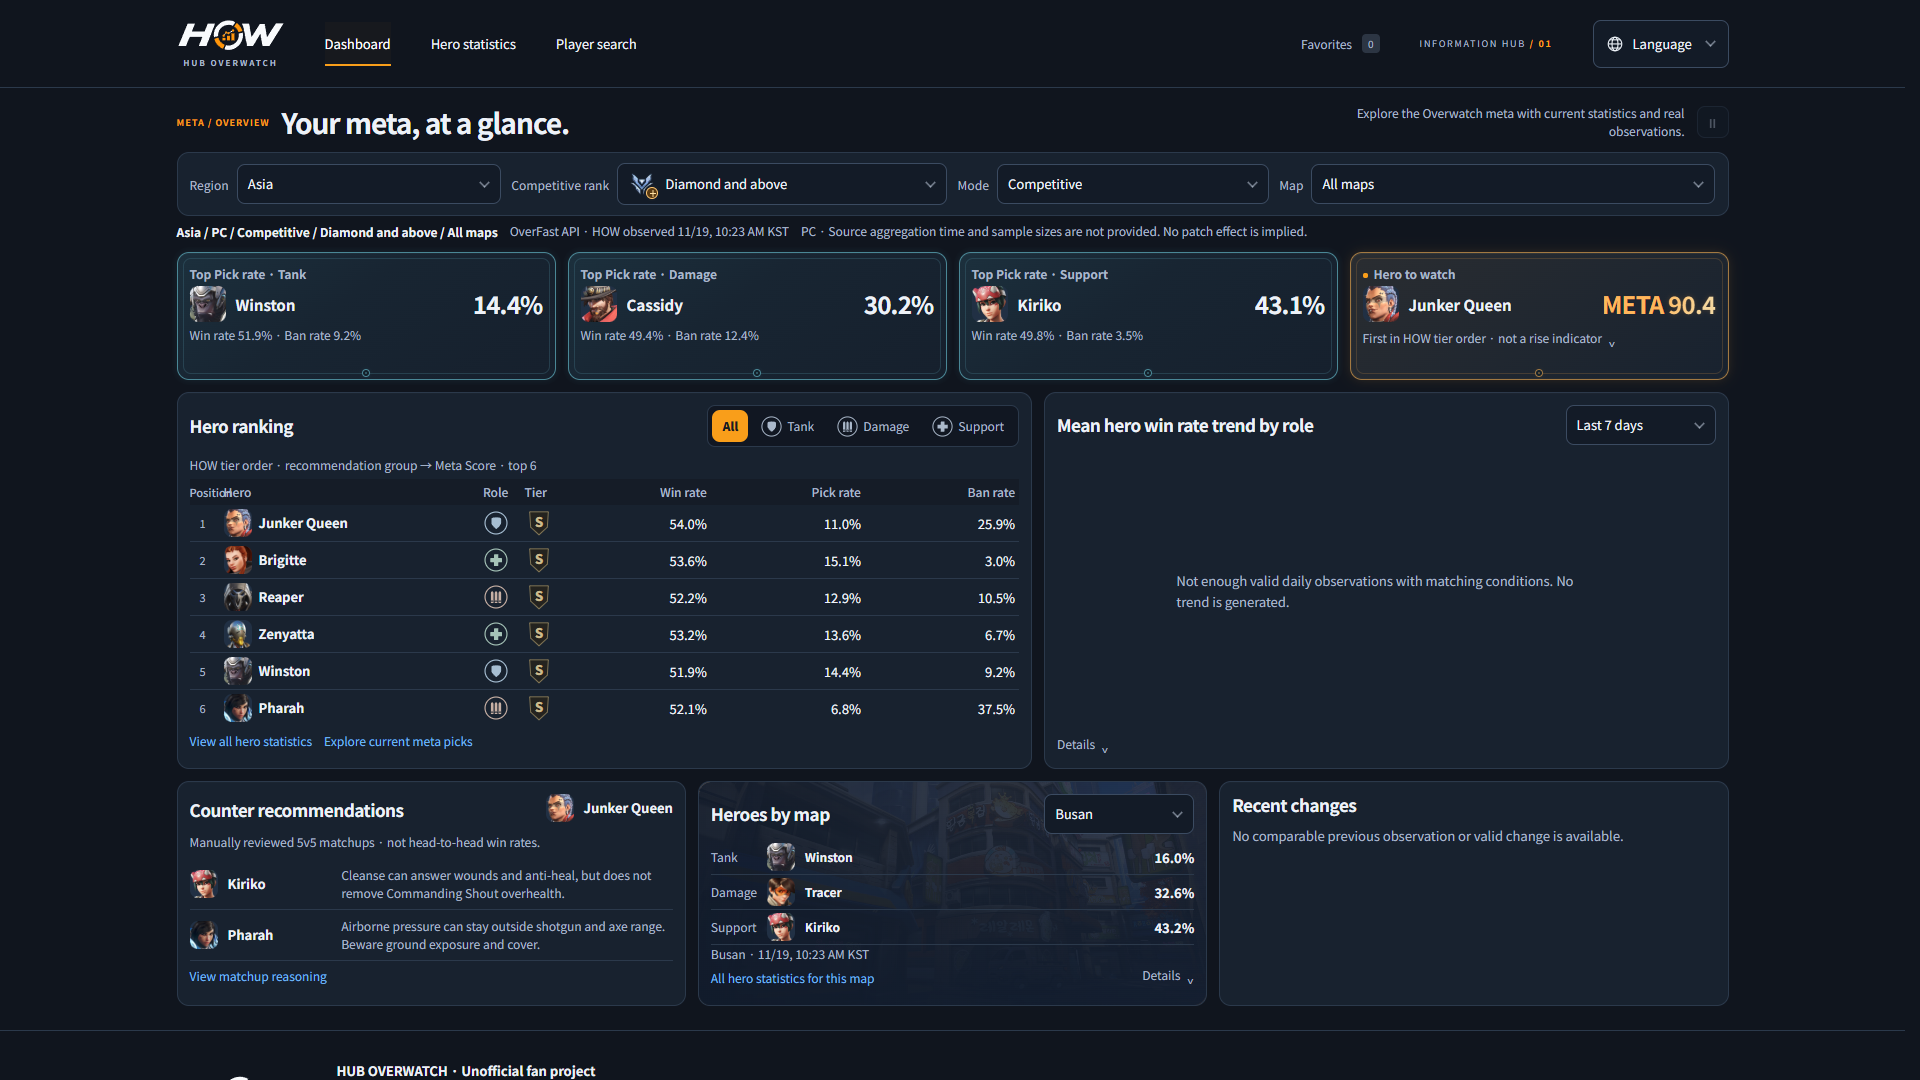 HOW
HUB OVERWATCH
Dashboard
Hero statistics
Player search
Favorites 0
INFORMATION HUB / 01
Language
META / OVERVIEW
Your meta, at a glance.
Explore the Overwatch meta with current statistics and real
observations.
Region
Asia
Competitive rank
Diamond and above
Mode
Competitive
Map
All maps
Asia / PC / Competitive / Diamond and above / All maps
OverFast API · HOW observed 11/19, 10:23 AM KST
PC · Source aggregation time and sample sizes are not provided. No patch effect is implied.
Top Pick rate · Tank
Winston
14.4%
Win rate 51.9% · Ban rate 9.2%
Top Pick rate · Damage
Cassidy
30.2%
Win rate 49.4% · Ban rate 12.4%
Top Pick rate · Support
Kiriko
43.1%
Win rate 49.8% · Ban rate 3.5%
Hero to watch
Junker Queen
META 90.4
First in HOW tier order · not a rise indicator
Hero ranking
All
Tank
Damage
Support
HOW tier order · recommendation group → Meta Score · top 6
Position Hero Role Tier Win rate Pick rate Ban rate
1 Junker Queen S 54.0% 11.0% 25.9%
2 Brigitte S 53.6% 15.1% 3.0%
3 Reaper S 52.2% 12.9% 10.5%
4 Zenyatta S 53.2% 13.6% 6.7%
5 Winston S 51.9% 14.4% 9.2%
6 Pharah S 52.1% 6.8% 37.5%
View all hero statistics
Explore current meta picks
Mean hero win rate trend by role
Last 7 days
Not enough valid daily observations with matching conditions. No
trend is generated.
Details
Counter recommendations
Junker Queen
Manually reviewed 5v5 matchups · not head-to-head win rates.
Kiriko
Cleanse can answer wounds and anti-heal, but does not
remove Commanding Shout overhealth.
Pharah
Airborne pressure can stay outside shotgun and axe range.
Beware ground exposure and cover.
View matchup reasoning
Heroes by map
Busan
Tank Winston 16.0%
Damage Tracer 32.6%
Support Kiriko 43.2%
Busan · 11/19, 10:23 AM KST
All hero statistics for this map
Details
Recent changes
No comparable previous observation or valid change is available.
HUB OVERWATCH · Unofficial fan project